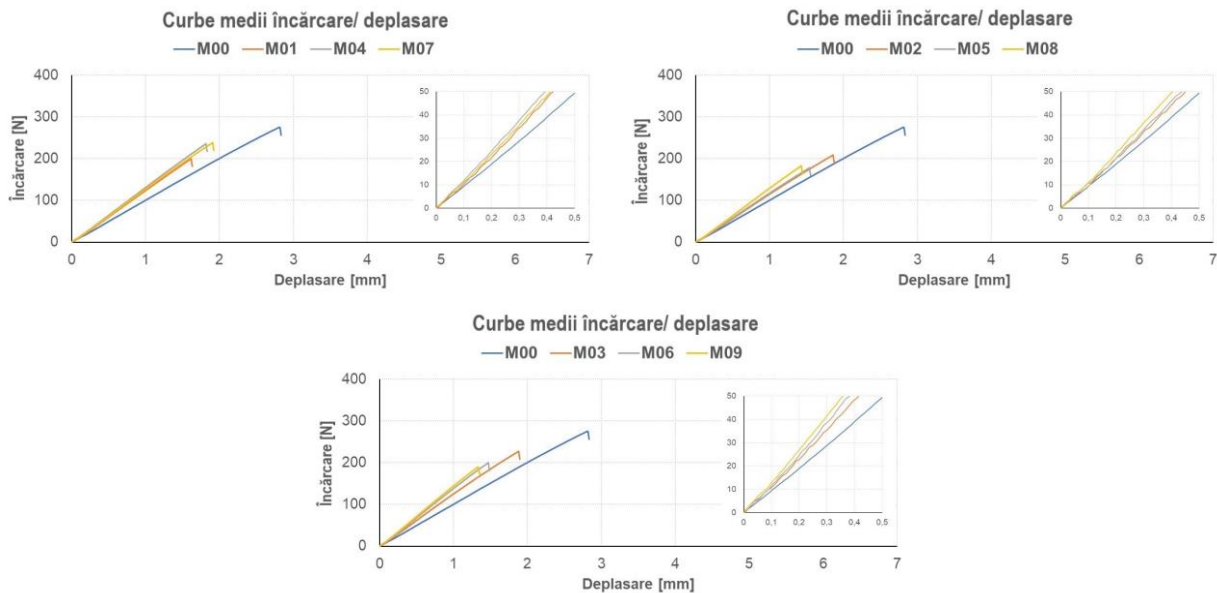 Curbe medii încărcare/ deplasare
M00 M01 M04 M07
400
300
200
100
0
Încărcare [N]
0 1 2 3 4 5 6 7
Deplasare [mm]
50
40
30
20
10
0
0 0,1 0,2 0,3 0,4 0,5
Curbe medii încărcare/ deplasare
M00 M02 M05 M08
400
300
200
100
0
Încărcare [N]
0 1 2 3 4 5 6 7
Deplasare [mm]
50
40
30
20
10
0
0 0,1 0,2 0,3 0,4 0,5
Curbe medii încărcare/ deplasare
M00 M03 M06 M09
400
300
200
100
0
Încărcare [N]
0 1 2 3 4 5 6 7
Deplasare [mm]
50
40
30
20
10
0
0 0,1 0,2 0,3 0,4 0,5